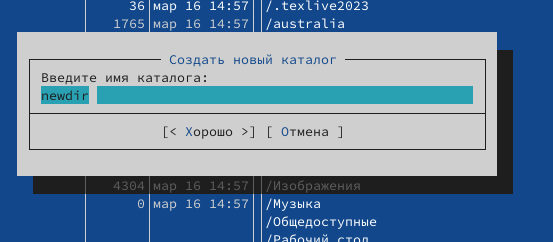 36 мар 16 14:57 /.texlive2023
1765 мар 16 14:57 /australia
Создать новый каталог
Введите имя каталога:
newdir
[< Хорошо >] [ Отмена ]
4304 мар 16 14:57 /Изображения
0 мар 16 14:57 /Музыка
/Общедоступные
/Рабочий стол